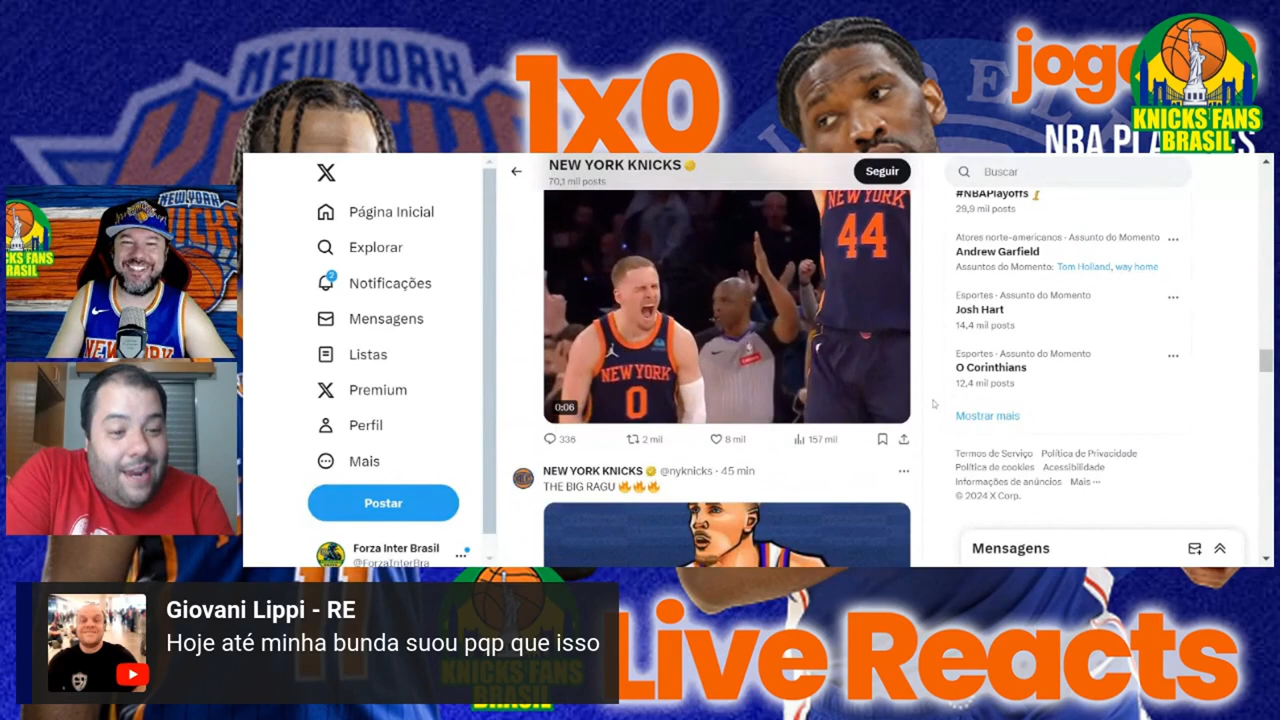 NEW YORK
1x0
KNICKS FANS
BRASIL
NEW YORK KNICKS
70,1 mil posts
Seguir
Buscar
#NBAPlayoffs
29,9 mil posts
Página Inicial
Explorar
2
Notificações
Mensagens
Listas
Premium
Perfil
Mais
Postar
Forza Inter Brasil
@ForzaInterBra
NEW YORK
44
NEW YORK
0
0:06
336
2 mil
8 mil
157 mil
NEW YORK KNICKS @nyknicks · 45 min
THE BIG RAGU 🔥🔥🔥
Atores norte-americanos · Assunto do Momento
Andrew Garfield
Assuntos do Momento: Tom Holland, way home
Esportes · Assunto do Momento
Josh Hart
14,4 mil posts
Esportes · Assunto do Momento
O Corinthians
12,4 mil posts
Mostrar mais
Termos de Serviço Política de Privacidade
Política de cookies Acessibilidade
Informações de anúncios Mais ···
© 2024 X Corp.
Mensagens
Giovani Lippi - RE
Hoje até minha bunda suou pqp que isso
KNICKS FANS
BRASIL
Live Reacts